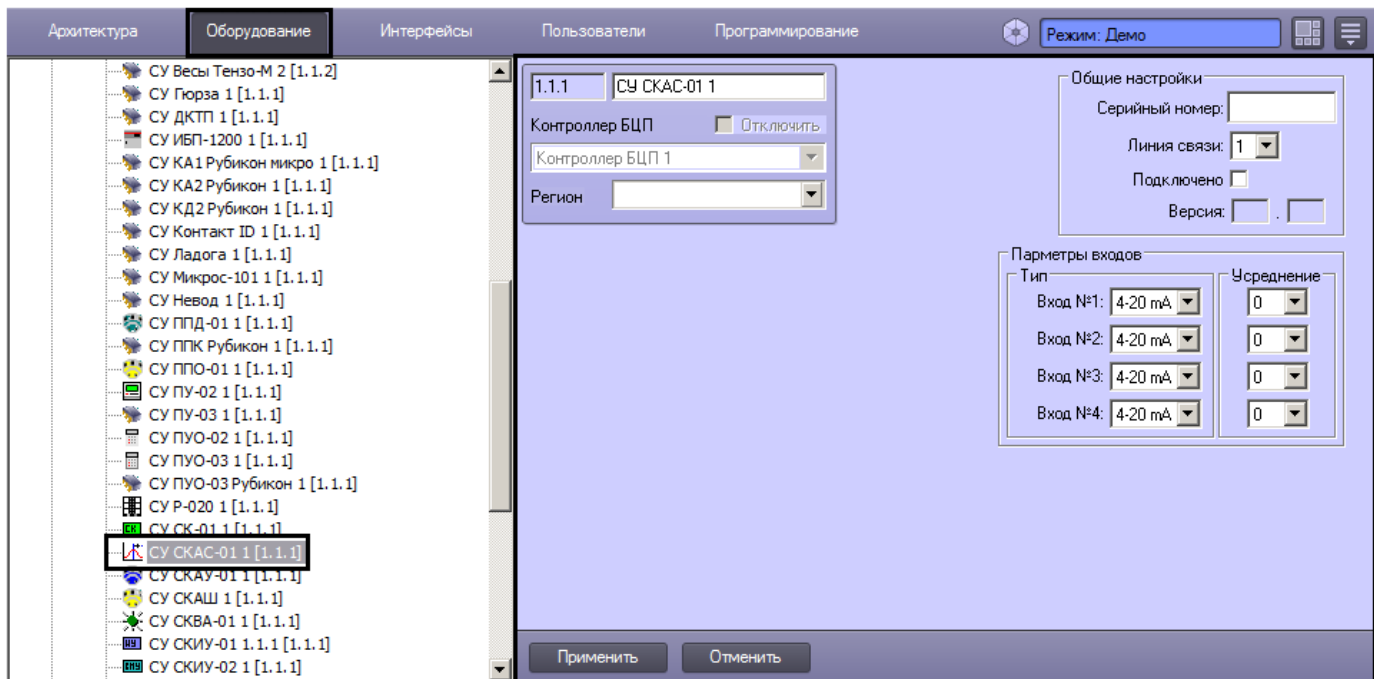 Архитектура Оборудование Интерфейсы Пользователи Программирование Режим: Демо
СУ Весы Тензо-М 2 [1.1.2]
СУ Гюрза 1 [1.1.1]
СУ ДКТП 1 [1.1.1]
СУ ИБП-1200 1 [1.1.1]
СУ КА1 Рубикон микро 1 [1.1.1]
СУ КА2 Рубикон 1 [1.1.1]
СУ КД2 Рубикон 1 [1.1.1]
СУ Контакт ID 1 [1.1.1]
СУ Ладога 1 [1.1.1]
СУ Микрос-101 1 [1.1.1]
СУ Невод 1 [1.1.1]
СУ ППД-01 1 [1.1.1]
СУ ППК Рубикон 1 [1.1.1]
СУ ППО-01 1 [1.1.1]
СУ ПУ-02 1 [1.1.1]
СУ ПУ-03 1 [1.1.1]
СУ ПУО-02 1 [1.1.1]
СУ ПУО-03 1 [1.1.1]
СУ ПУО-03 Рубикон 1 [1.1.1]
СУ Р-020 1 [1.1.1]
СУ СК-01 1 [1.1.1]
СУ СКАС-01 1 [1.1.1]
СУ СКАУ-01 1 [1.1.1]
СУ СКАШ 1 [1.1.1]
СУ СКВА-01 1 [1.1.1]
СУ СКИУ-01 1.1.1 [1.1.1]
СУ СКИУ-02 1 [1.1.1]
1.1.1 СУ СКАС-01 1
Контроллер БЦП Отключить
Контроллер БЦП 1
Регион
Общие настройки
Серийный номер:
Линия связи: 1
Подключено
Версия: .
Парметры входов
Тип Усреднение
Вход №1: 4-20 mA 0
Вход №2: 4-20 mA 0
Вход №3: 4-20 mA 0
Вход №4: 4-20 mA 0
Применить Отменить